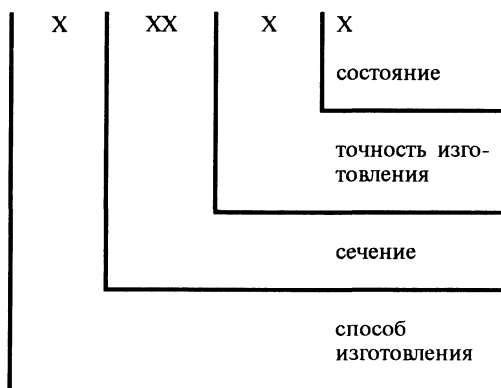 X XX X X
состояние
точность изго-
товления
сечение
способ
изготовления